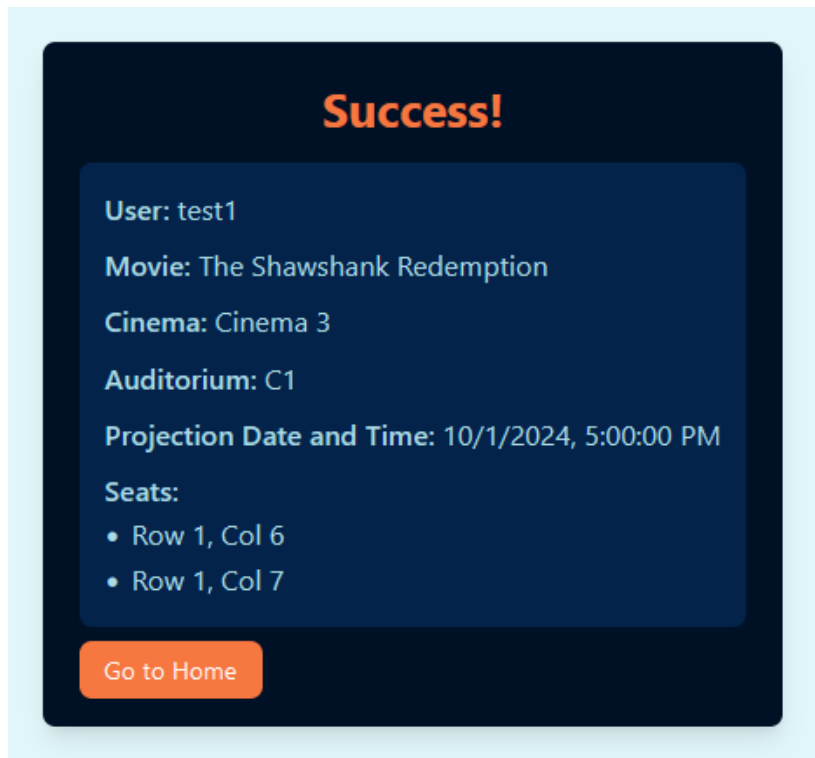 Success!
User: test1
Movie: The Shawshank Redemption
Cinema: Cinema 3
Auditorium: C1
Projection Date and Time: 10/1/2024, 5:00:00 PM
Seats:
• Row 1, Col 6
• Row 1, Col 7
Go to Home